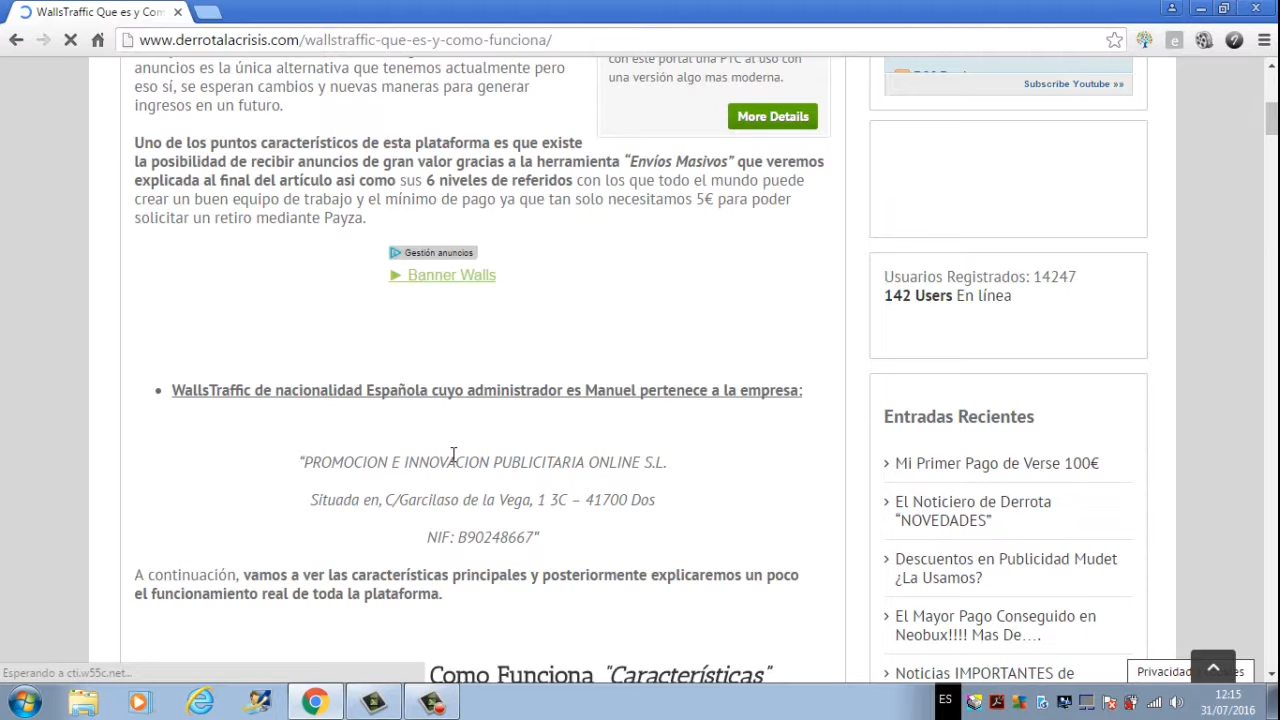 WallsTraffic Que es y Com
www.derrotalacrisis.com/wallstraffic-que-es-y-como-funciona/
anuncios es la única alternativa que tenemos actualmente pero
eso sí, se esperan cambios y nuevas maneras para generar
ingresos en un futuro.
con este portal una PTC al uso con
una versión algo mas moderna.
More Details
Uno de los puntos característicos de esta plataforma es que existe
la posibilidad de recibir anuncios de gran valor gracias a la herramienta “Envíos Masivos” que veremos
explicada al final del artículo asi como sus 6 niveles de referidos con los que todo el mundo puede
crear un buen equipo de trabajo y el mínimo de pago ya que tan solo necesitamos 5€ para poder
solicitar un retiro mediante Payza.
Gestión anuncios
► Banner Walls
• WallsTraffic de nacionalidad Española cuyo administrador es Manuel pertenece a la empresa:
“PROMOCION E INNOVACION PUBLICITARIA ONLINE S.L.
Situada en, C/Garcilaso de la Vega, 1 3C – 41700 Dos
NIF: B90248667”
A continuación, vamos a ver las características principales y posteriormente explicaremos un poco
el funcionamiento real de toda la plataforma.
Como Funciona “Características”
Subscribe Youtube »»
Usuarios Registrados: 14247
142 Users En línea
Entradas Recientes
› Mi Primer Pago de Verse 100€
› El Noticiero de Derrota
“NOVEDADES”
› Descuentos en Publicidad Mudet
¿La Usamos?
› El Mayor Pago Conseguido en
Neobux!!!! Mas De….
› Noticias IMPORTANTES de
Privacidad
Esperando a cti.w55c.net...
ES
12:15
31/07/2016